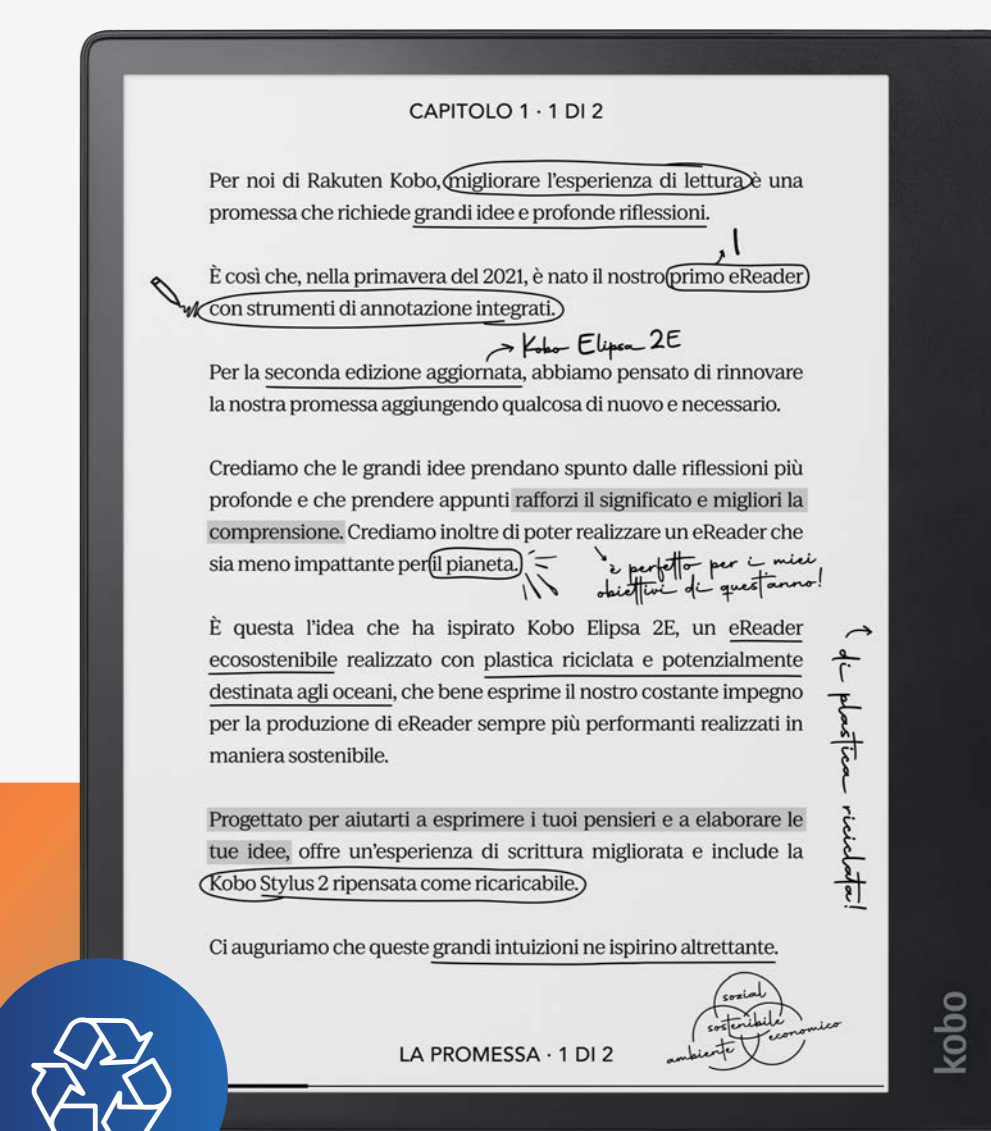 CAPITOLO 1 · 1 DI 2
Per noi di Rakuten Kobo, migliorare l'esperienza di lettura è una
promessa che richiede grandi idee e profonde riflessioni.
1
È così che, nella primavera del 2021, è nato il nostro primo eReader
con strumenti di annotazione integrati.
Kobo Elipsa 2E
Per la seconda edizione aggiornata, abbiamo pensato di rinnovare
la nostra promessa aggiungendo qualcosa di nuovo e necessario.
Crediamo che le grandi idee prendano spunto dalle riflessioni più
profonde e che prendere appunti rafforzi il significato e migliori la
comprensione. Crediamo inoltre di poter realizzare un eReader che
sia meno impattante per il pianeta.
è perfetto per i miei
obiettivi di quest'anno!
È questa l'idea che ha ispirato Kobo Elipsa 2E, un eReader
ecosostenibile realizzato con plastica riciclata e potenzialmente
destinata agli oceani, che bene esprime il nostro costante impegno
per la produzione di eReader sempre più performanti realizzati in
maniera sostenibile.
di plastica riciclata!
Progettato per aiutarti a esprimere i tuoi pensieri e a elaborare le
tue idee, offre un'esperienza di scrittura migliorata e include la
Kobo Stylus 2 ripensata come ricaricabile.
Ci auguriamo che queste grandi intuizioni ne ispirino altrettante.
sozial
sostenibile
economico
ambiente
LA PROMESSA · 1 DI 2
kobo